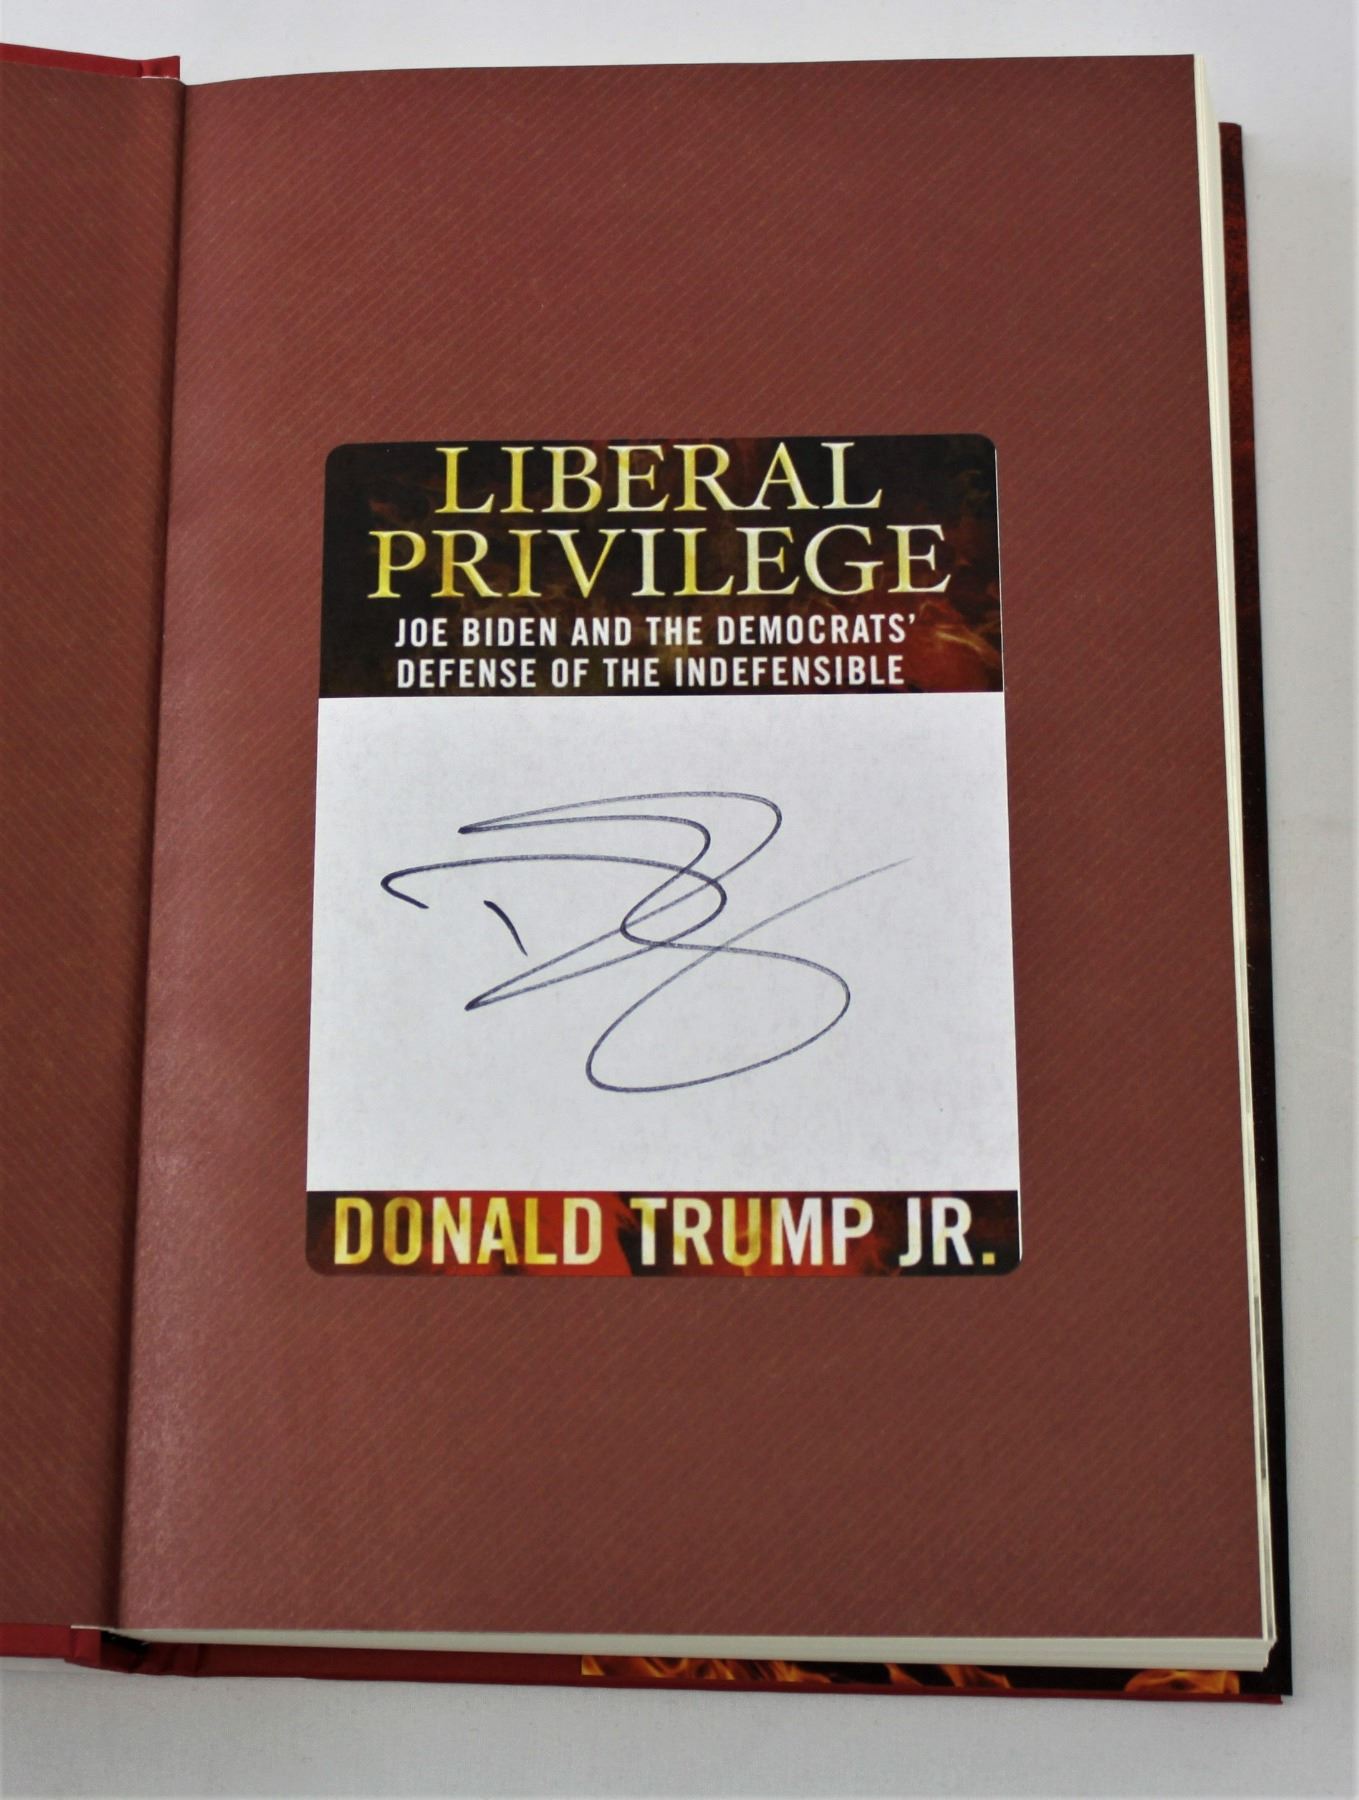 LIBERAL
PRIVILEGE
JOE BIDEN AND THE DEMOCRATS'
DEFENSE OF THE INDEFENSIBLE
DONALD TRUMP JR.